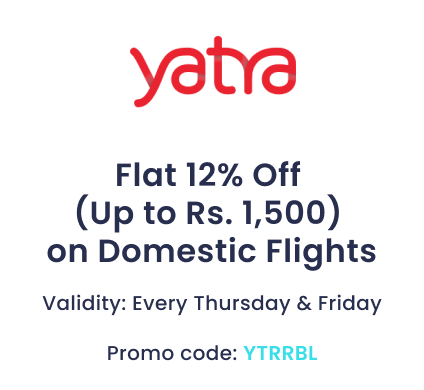 yatra
Flat 12% Off
(Up to Rs. 1,500)
on Domestic Flights
Validity: Every Thursday & Friday
Promo code: YTRRBL